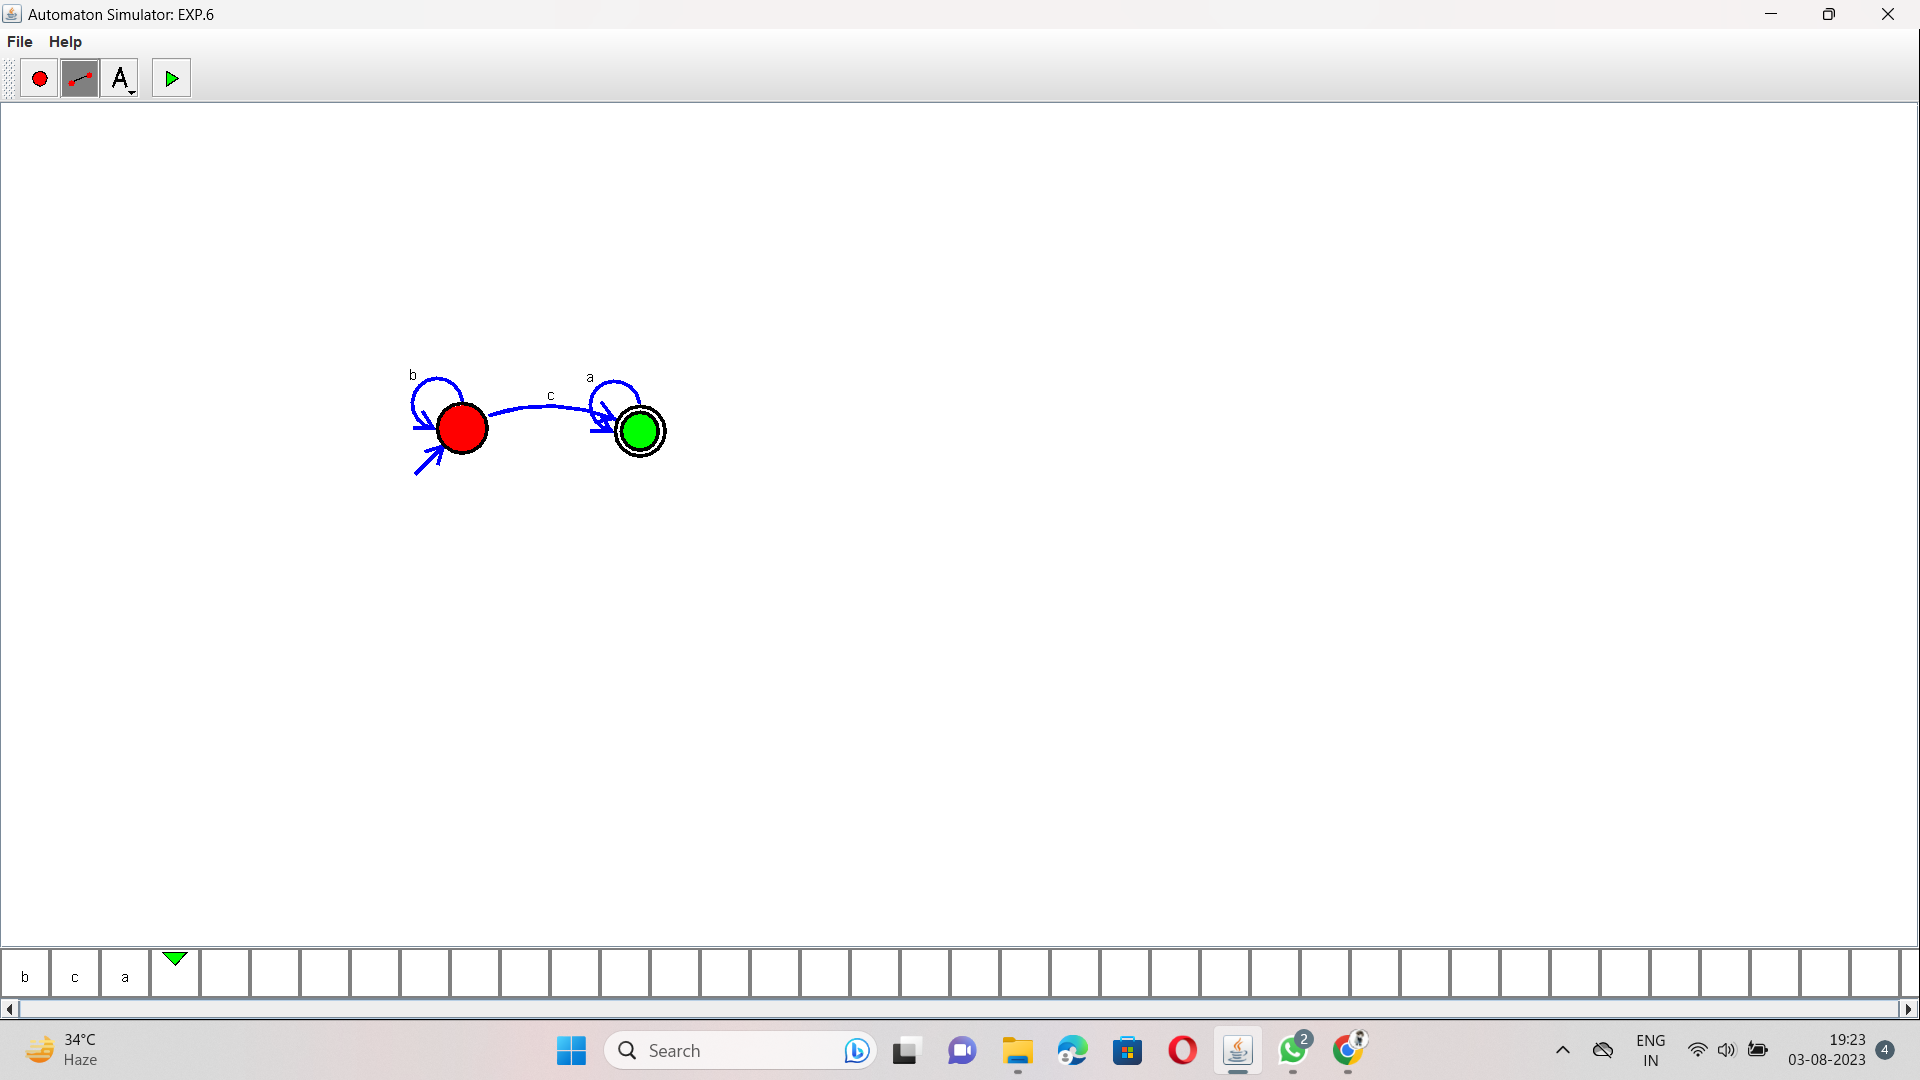 Automaton Simulator: EXP.6
File Help
A
b
a
c
b c a
34°C
Haze
Search
2
ENG
IN
19:23
03-08-2023
4